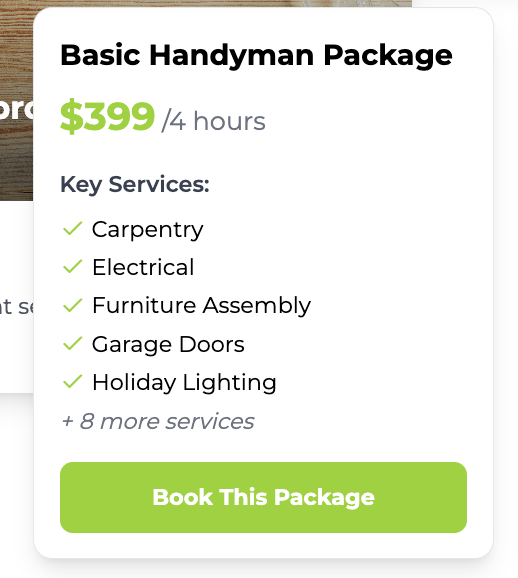 Basic Handyman Package
$399 /4 hours
Key Services:
Carpentry
Electrical
Furniture Assembly
Garage Doors
Holiday Lighting
+ 8 more services
Book This Package